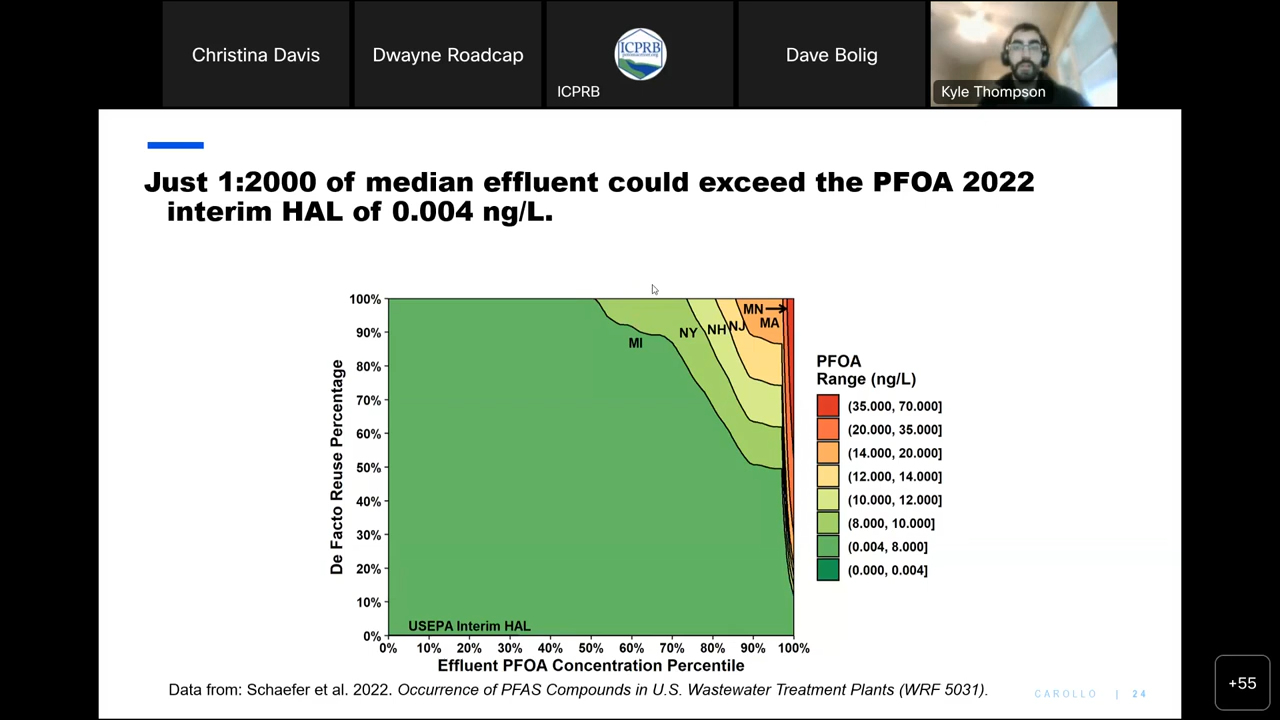 Christina Davis
Dwayne Roadcap
ICPRB
ICPRB
Dave Bolig
Kyle Thompson
Just 1:2000 of median effluent could exceed the PFOA 2022
interim HAL of 0.004 ng/L.
100%
90%
80%
70%
60%
50%
40%
30%
20%
10%
0%
De Facto Reuse Percentage
MI
NY
NH
NJ
MN
MA
USEPA Interim HAL
0% 10% 20% 30% 40% 50% 60% 70% 80% 90% 100%
Effluent PFOA Concentration Percentile
PFOA
Range (ng/L)
(35.000, 70.000]
(20.000, 35.000]
(14.000, 20.000]
(12.000, 14.000]
(10.000, 12.000]
(8.000, 10.000]
(0.004, 8.000]
(0.000, 0.004]
Data from: Schaefer et al. 2022. Occurrence of PFAS Compounds in U.S. Wastewater Treatment Plants (WRF 5031).
CAROLLO | 24
+55